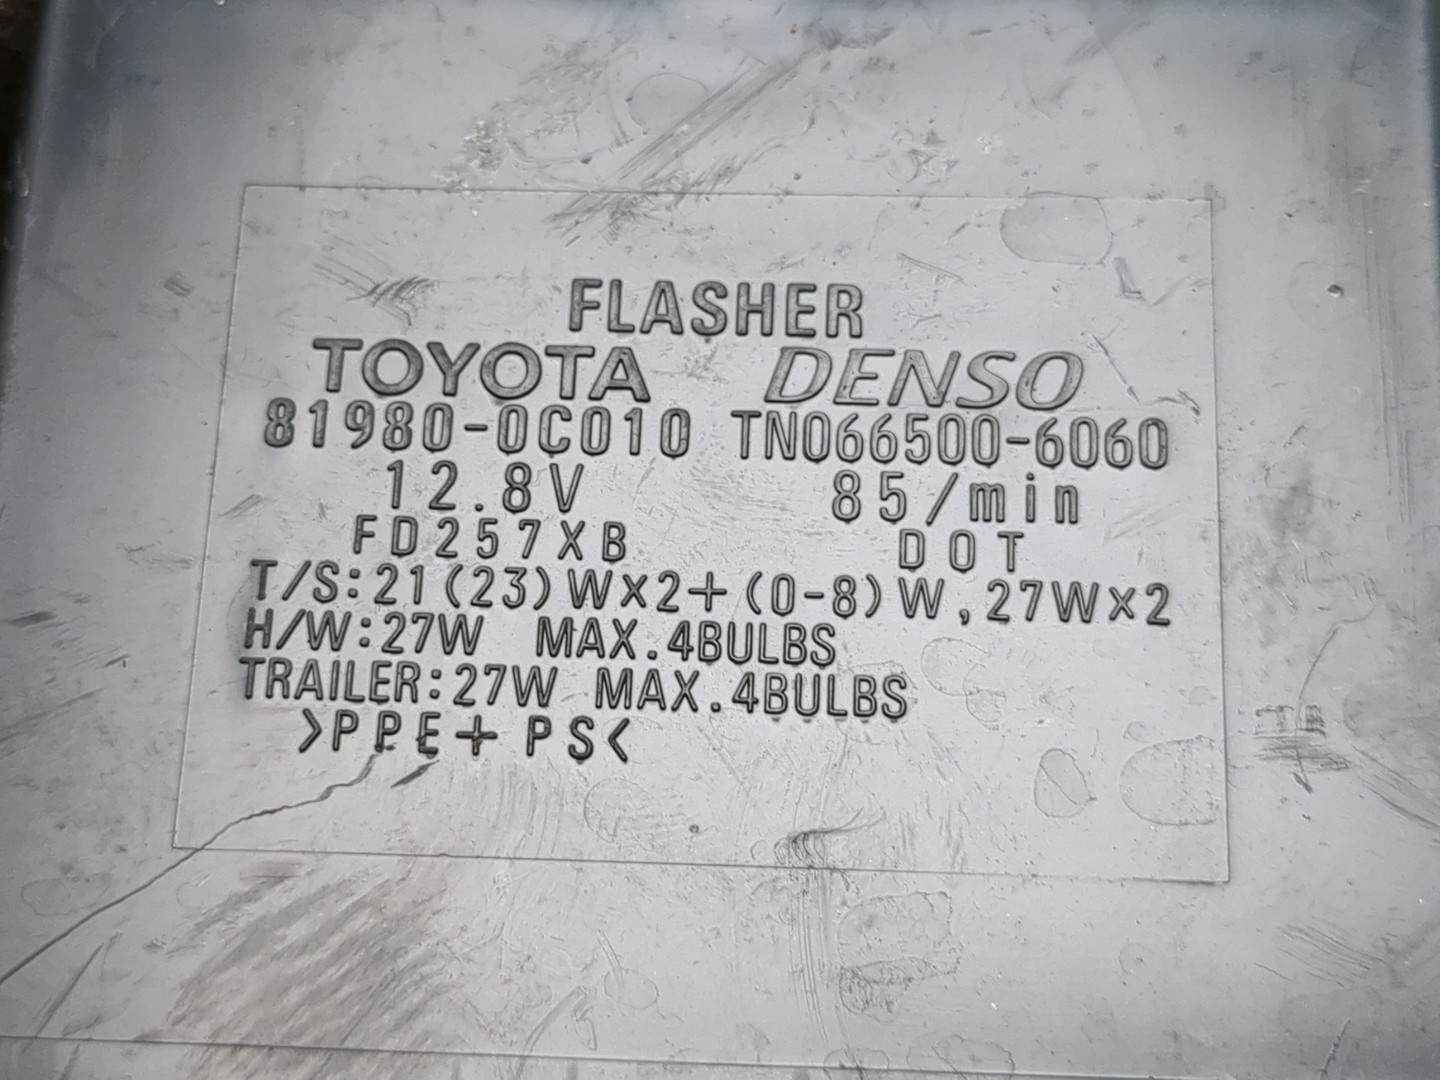 FLASHER
TOYOTA DENSO
81980-0C010 TN066500-6060
12.8V 85/min
FD257XB DOT
T/S:21(23)W×2+(0-8)W,27W×2
H/W:27W MAX.4BULBS
TRAILER:27W MAX.4BULBS
>PPE+PS<